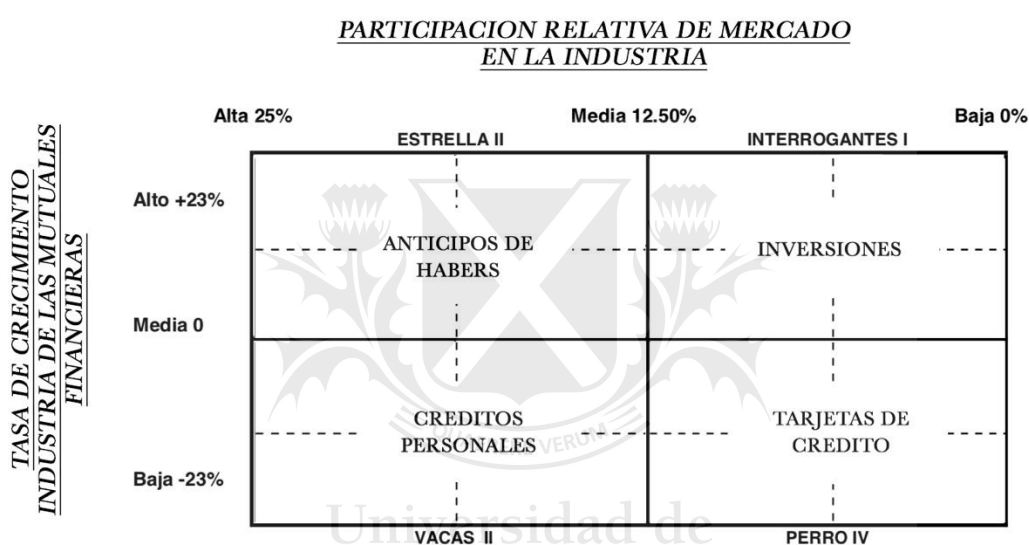 PARTICIPACION RELATIVA DE MERCADO
EN LA INDUSTRIA
Alta 25%
Media 12.50%
Baja 0%
ESTRELLA II
INTERROGANTES I
TASA DE CRECIMIENTO
INDUSTRIA DE LAS MUTUALES
FINANCIERAS
Alto +23%
ANTICIPOS DE
HABERS
INVERSIONES
Media 0
CREDITOS
PERSONALES
TARJETAS DE
CREDITO
VERUM
Baja -23%
Universidad de
VACAS II
PERRO IV